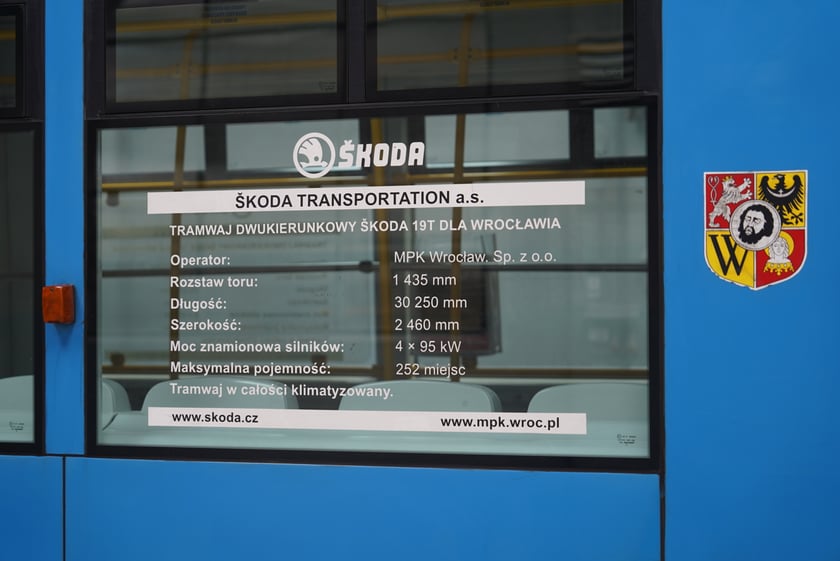 ŠKODA
ŠKODA TRANSPORTATION a.s.
TRAMWAJ DWUKIERUNKOWY ŠKODA 19T DLA WROCŁAWIA
Operator: MPK Wrocław. Sp. z o.o.
Rozstaw toru: 1 435 mm
Długość: 30 250 mm
Szerokość: 2 460 mm
Moc znamionowa silników: 4 × 95 kW
Maksymalna pojemność: 252 miejsc
Tramwaj w całości klimatyzowany.
www.skoda.cz www.mpk.wroc.pl
W